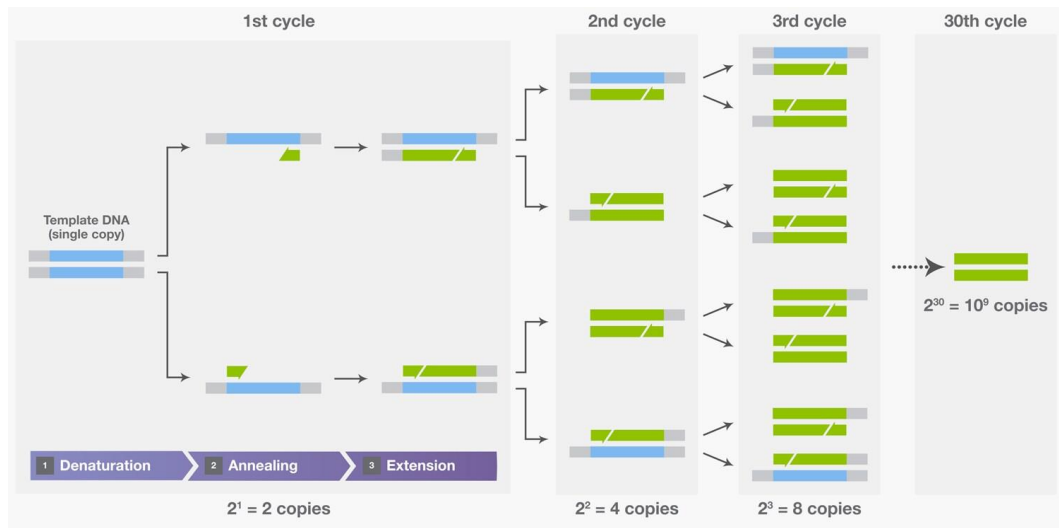 1st cycle
2nd cycle
3rd cycle
30th cycle
Template DNA
(single copy)
2³⁰ = 10⁹ copies
1 Denaturation
2 Annealing
3 Extension
2¹ = 2 copies
2² = 4 copies
2³ = 8 copies